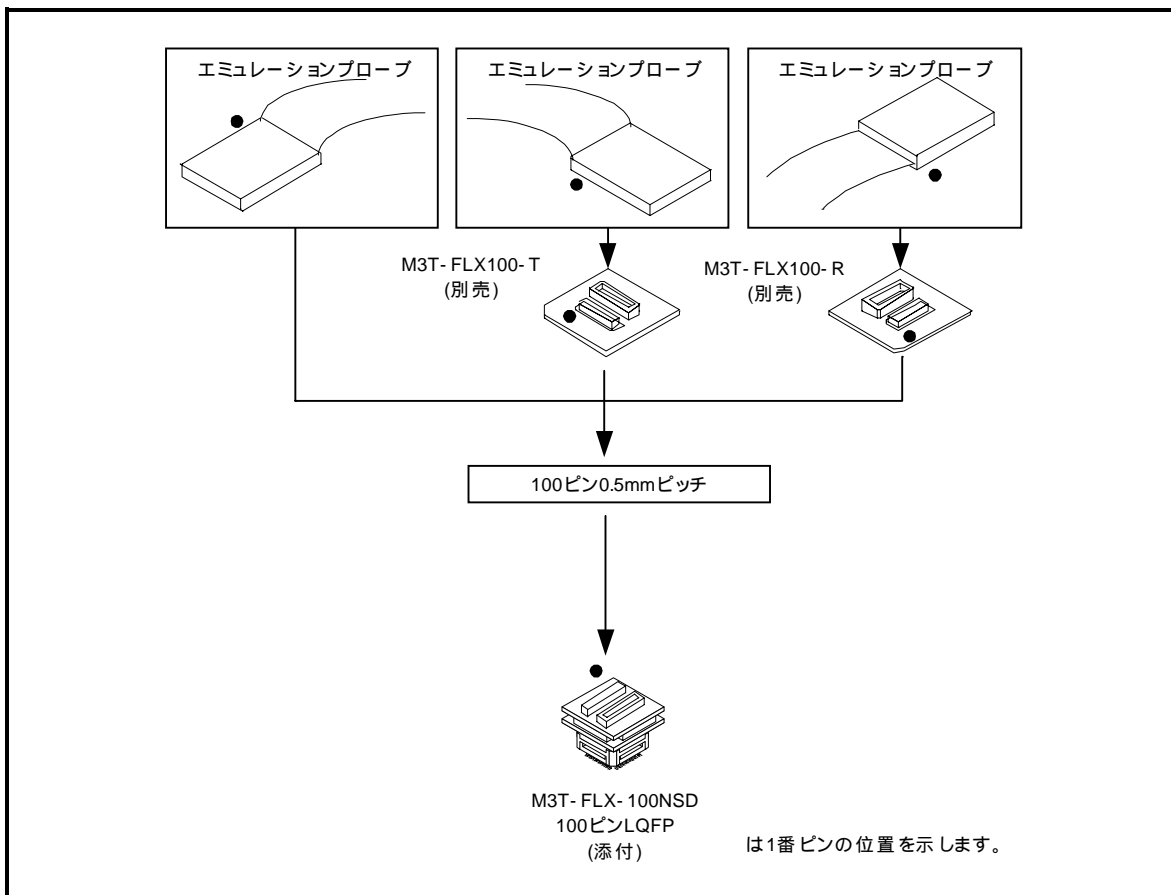 エミュレーションプローブ
エミュレーションプローブ
エミュレーションプローブ
M3T-FLX100-T
(別売)
M3T-FLX100-R
(別売)
100ピン0.5mmピッチ
M3T-FLX-100NSD
100ピンLQFP
(添付)
は1番ピンの位置を示します。